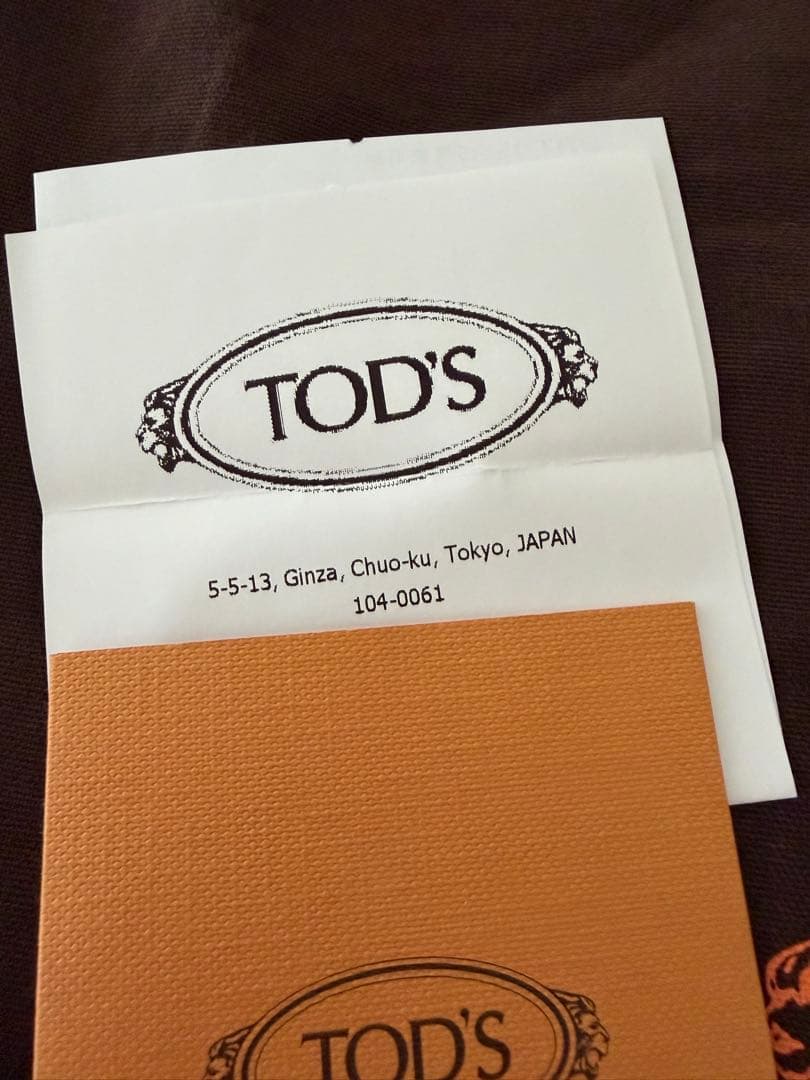 TOD'S
5-5-13, Ginza, Chuo-ku, Tokyo, JAPAN
104-0061
TOD'S